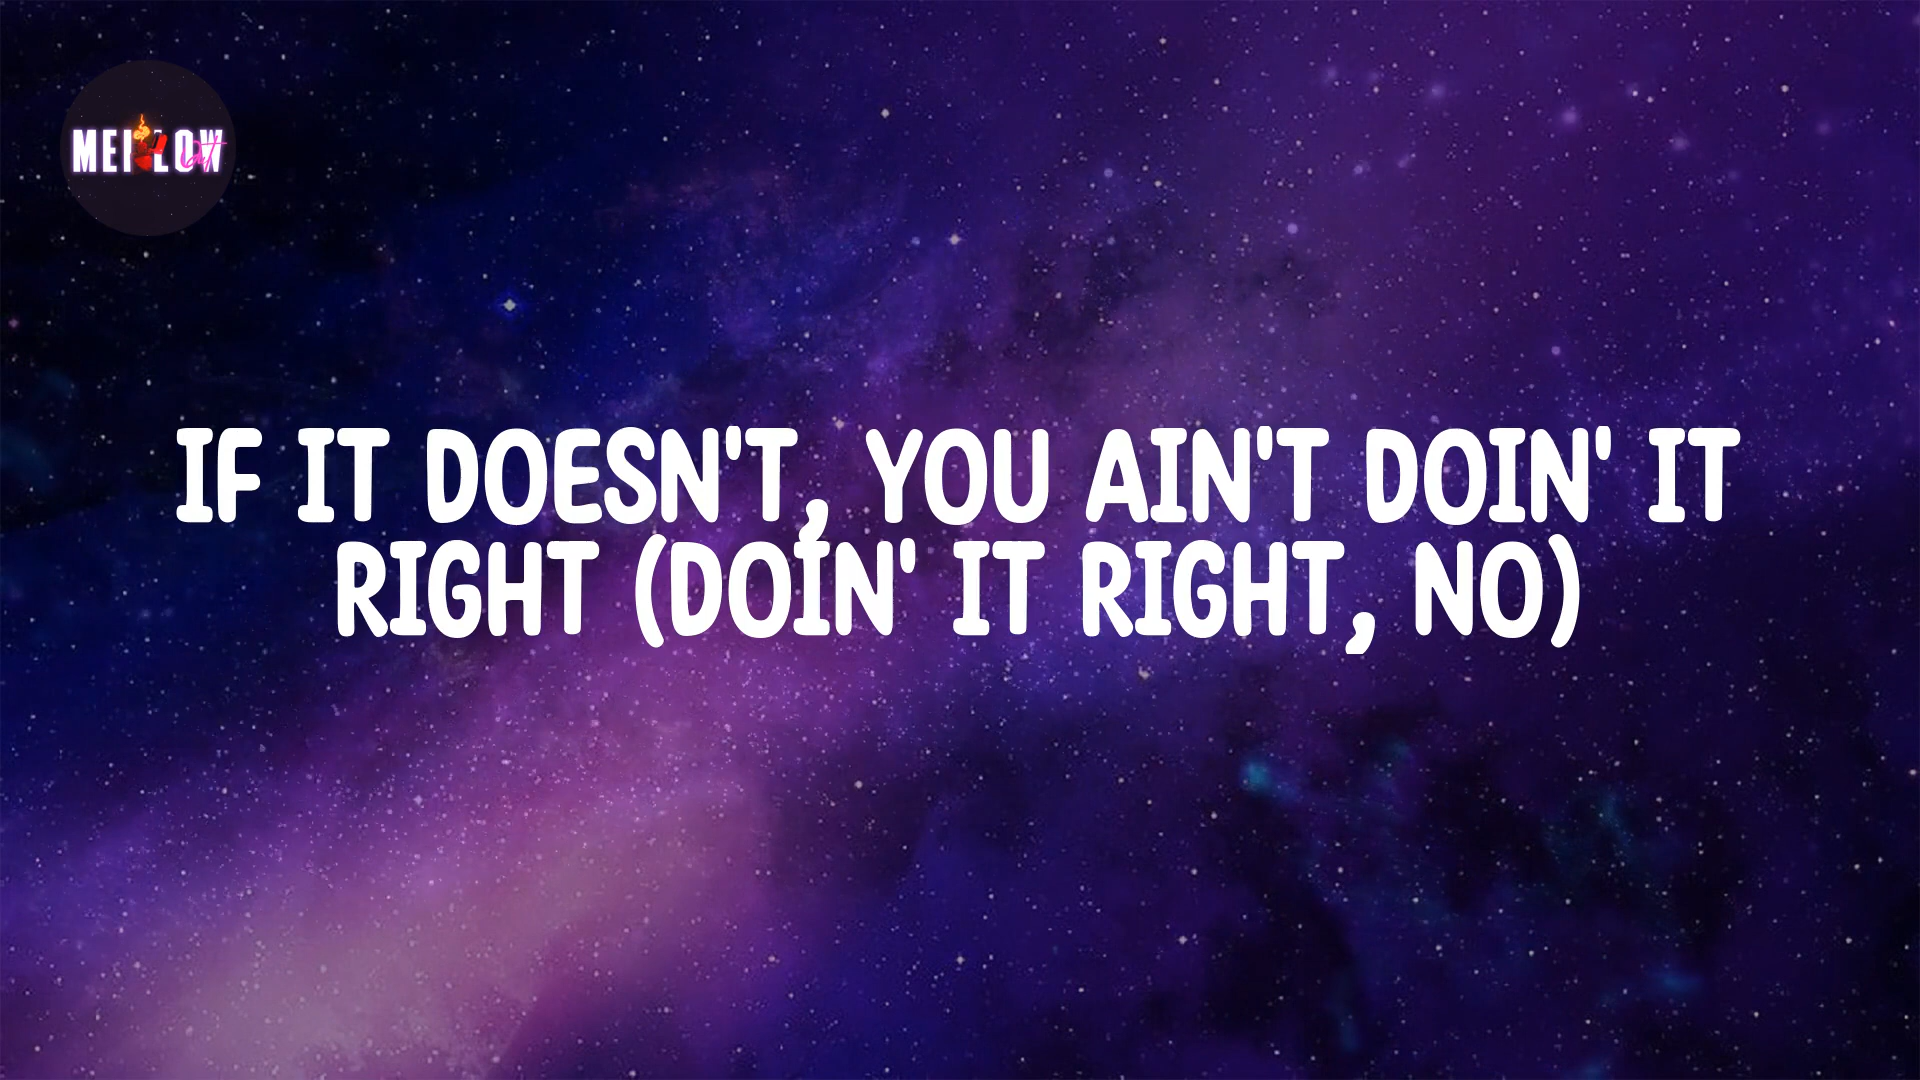 MELLOW
IF IT DOESN'T, YOU AIN'T DOIN' IT
RIGHT (DOIN' IT RIGHT, NO)